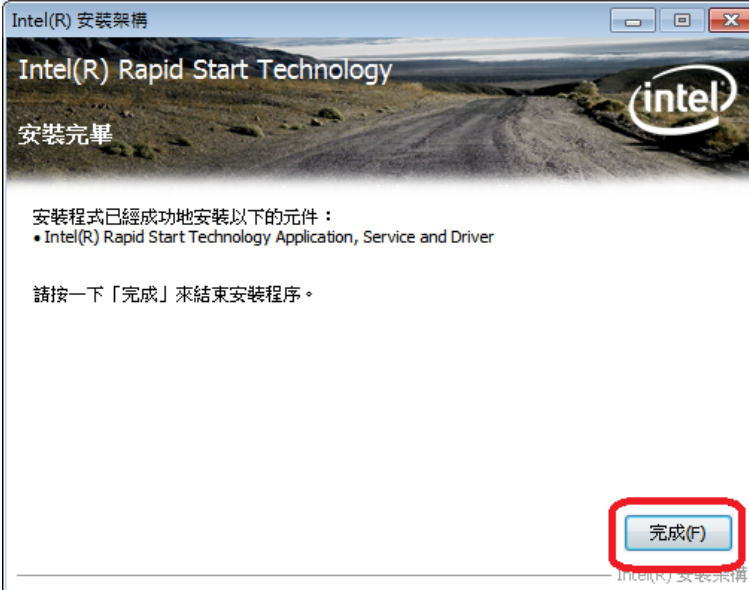 Intel(R) 安裝架構
Intel(R) Rapid Start Technology
intel
安裝完畢
安裝程式已經成功地安裝以下的元件：
• Intel(R) Rapid Start Technology Application, Service and Driver
請按一下「完成」來結束安裝程序。
完成(F)
Intel(R) 安裝架構